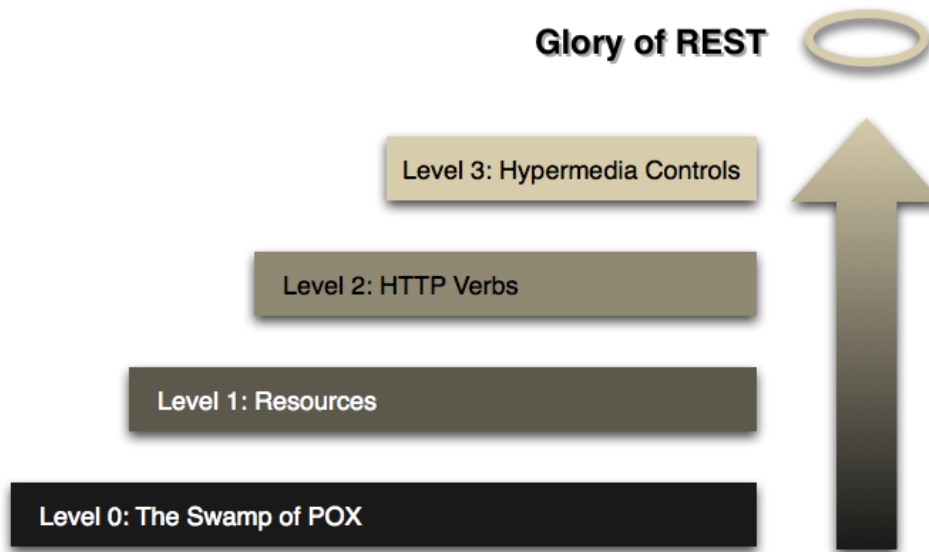 Glory of REST
Level 3: Hypermedia Controls
Level 2: HTTP Verbs
Level 1: Resources
Level 0: The Swamp of POX